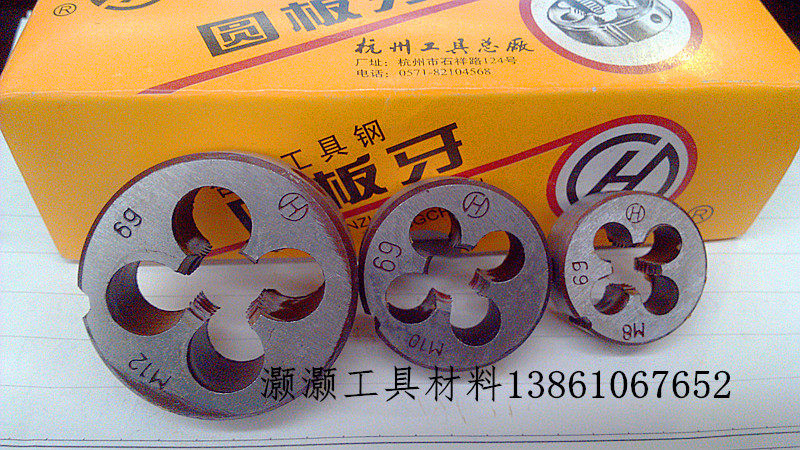 ®
圆板牙
杭州工具总廠
厂址：杭州市石祥路124号
电话：0571-82104568
工具钢
板牙
®
H
6g
M12
H
6g
M10
H
6g
M6
灏灏工具材料13861067652